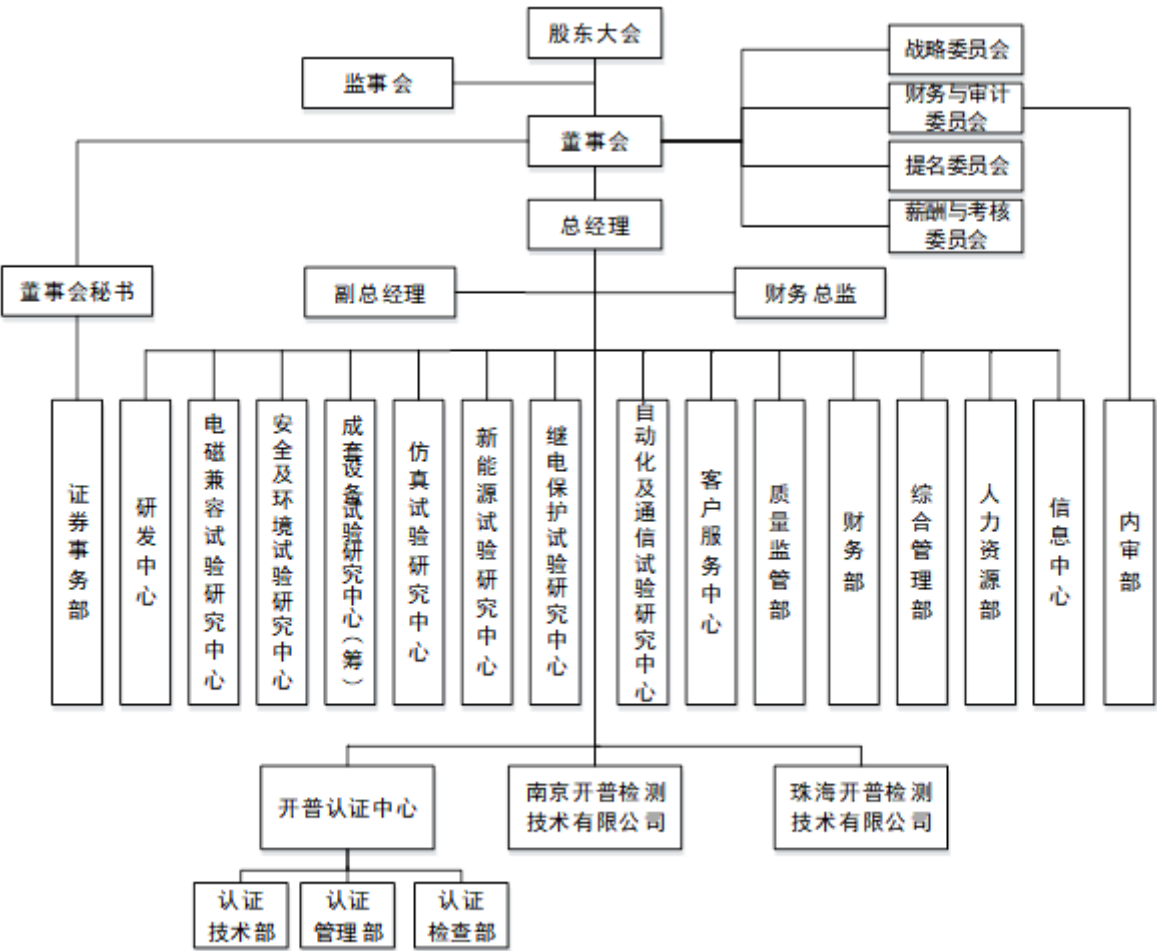 股东大会
监事会
战略委员会
财务与审计
委员会
董事会
提名委员会
总经理
薪酬与考核
委员会
董事会秘书
副总经理
财务总监
证券事务部
研发中心
电磁兼容试验研究中心
安全及环境试验研究中心
成套设备试验研究中心（筹）
仿真试验研究中心
新能源试验研究中心
继电保护试验研究中心
自动化及通信试验研究中心
客户服务中心
质量监管部
财务部
综合管理部
人力资源部
信息中心
内审部
开普认证中心
南京开普检测
技术有限公司
珠海开普检测
技术有限公司
认证
技术部
认证
管理部
认证
检查部